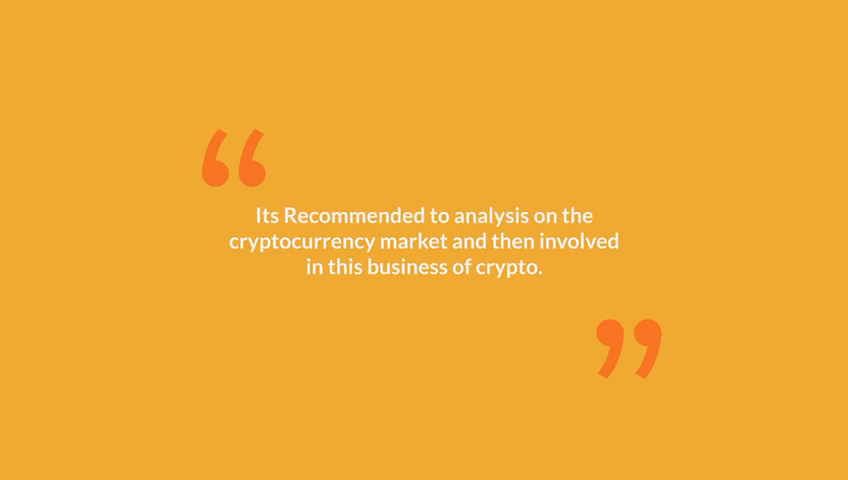 Its Recommended to analysis on the
cryptocurrency market and then involved
in this business of crypto.